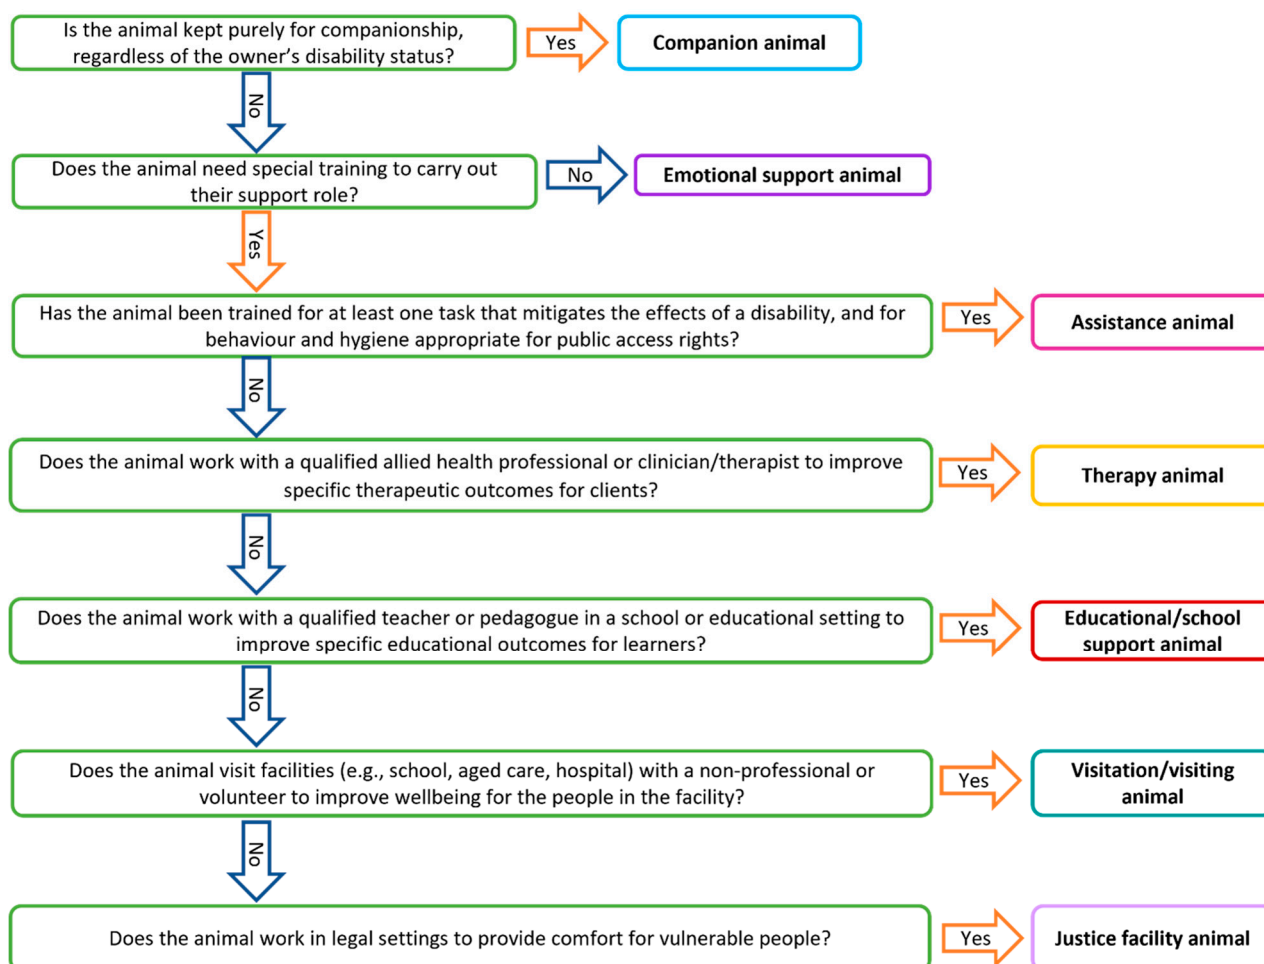 Is the animal kept purely for companionship,
regardless of the owner’s disability status?
Yes
Companion animal
No
Does the animal need special training to carry out
their support role?
No
Emotional support animal
Yes
Has the animal been trained for at least one task that mitigates the effects of a disability, and for
behaviour and hygiene appropriate for public access rights?
Yes
Assistance animal
No
Does the animal work with a qualified allied health professional or clinician/therapist to improve
specific therapeutic outcomes for clients?
Yes
Therapy animal
No
Does the animal work with a qualified teacher or pedagogue in a school or educational setting to
improve specific educational outcomes for learners?
Yes
Educational/school
support animal
No
Does the animal visit facilities (e.g., school, aged care, hospital) with a non-professional or
volunteer to improve wellbeing for the people in the facility?
Yes
Visitation/visiting
animal
No
Does the animal work in legal settings to provide comfort for vulnerable people?
Yes
Justice facility animal